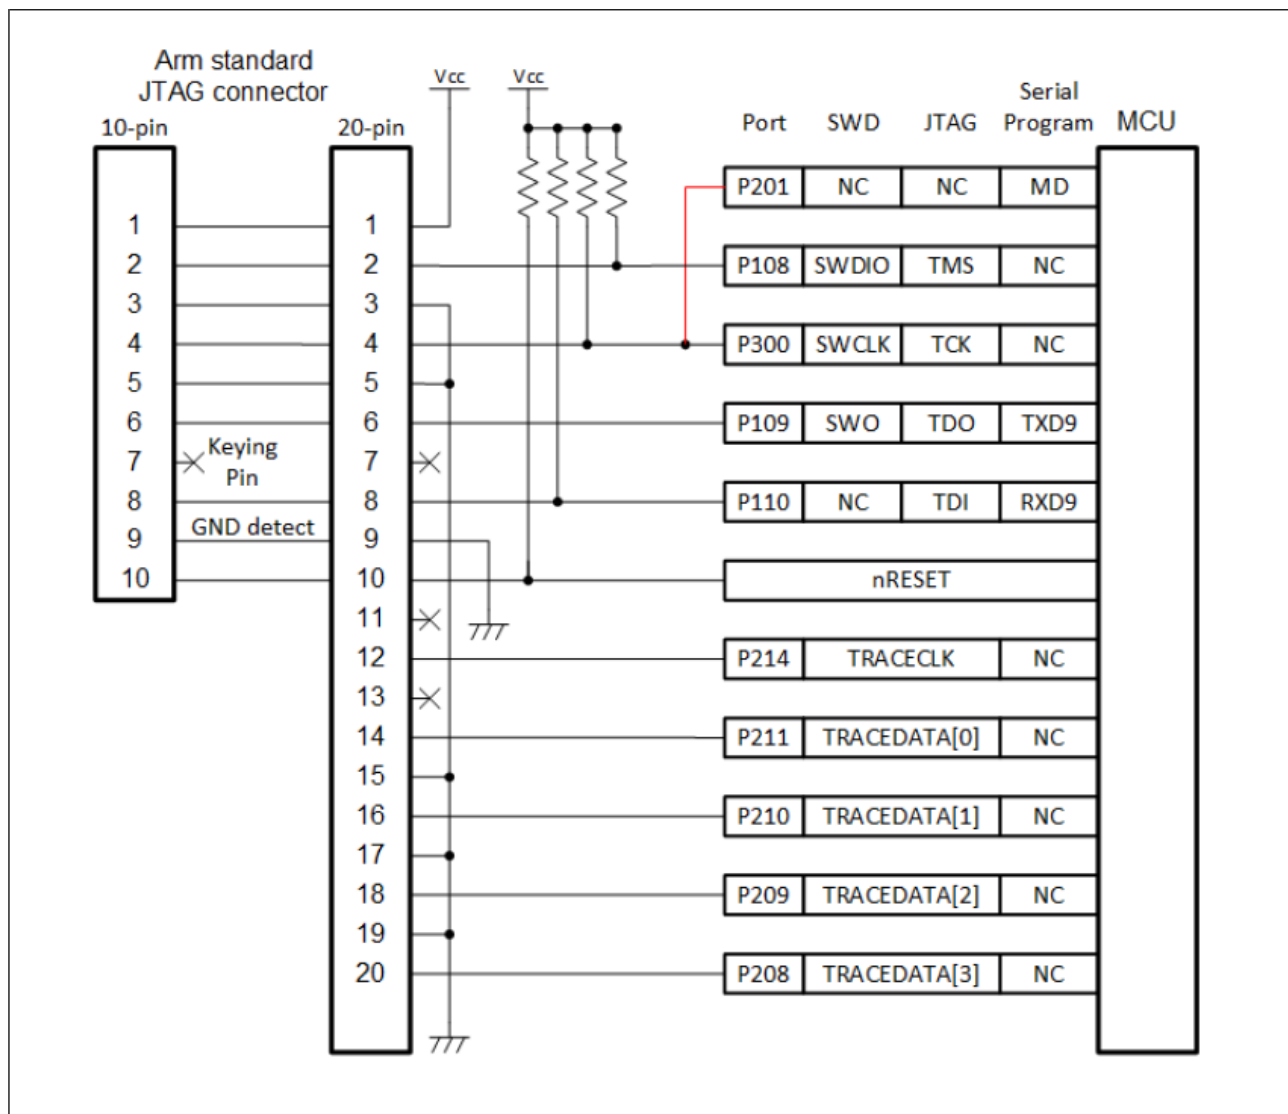 Arm standard
JTAG connector
10-pin
20-pin
Vcc
Vcc
Port
SWD
JTAG
Serial
Program
MCU
P201 NC NC MD
1
1
2
2
P108 SWDIO TMS NC
3
3
4
4
P300 SWCLK TCK NC
5
5
6
6
P109 SWO TDO TXD9
7
Keying
Pin
7
8
8
P110 NC TDI RXD9
9
GND detect
9
10
10
nRESET
11
12
P214 TRACECLK NC
13
14
P211 TRACEDATA[0] NC
15
16
P210 TRACEDATA[1] NC
17
18
P209 TRACEDATA[2] NC
19
20
P208 TRACEDATA[3] NC